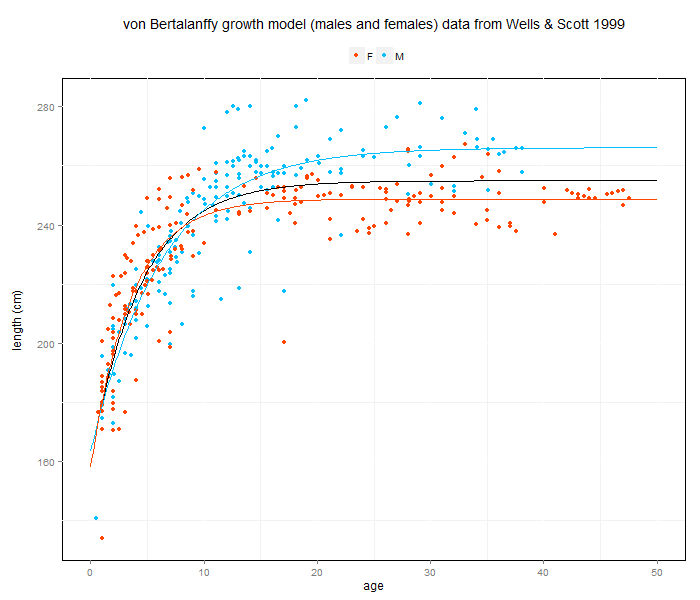 von Bertalanffy growth model (males and females) data from Wells & Scott 1999
F M
280
240
200
160
length (cm)
0 10 20 30 40 50
age